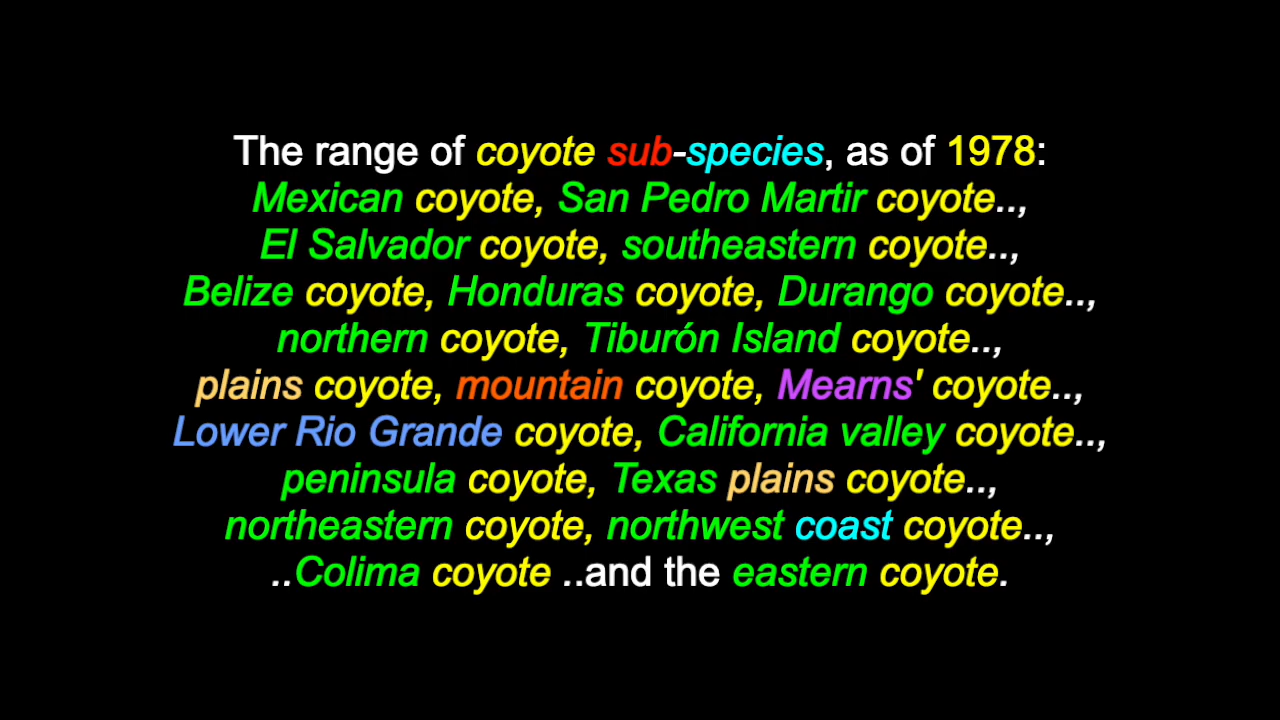 The range of coyote sub-species, as of 1978:
Mexican coyote, San Pedro Martir coyote..,
El Salvador coyote, southeastern coyote..,
Belize coyote, Honduras coyote, Durango coyote..,
northern coyote, Tiburón Island coyote..,
plains coyote, mountain coyote, Mearns' coyote..,
Lower Rio Grande coyote, California valley coyote..,
peninsula coyote, Texas plains coyote..,
northeastern coyote, northwest coast coyote..,
..Colima coyote ..and the eastern coyote.